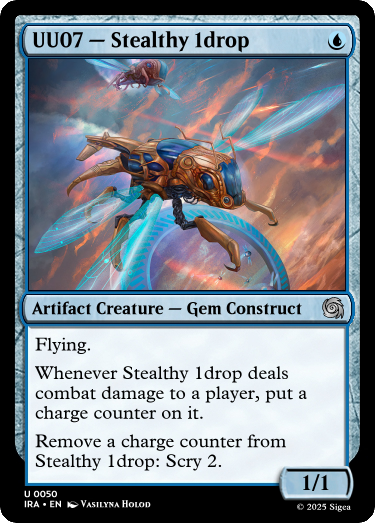 UU07 — Stealthy 1drop
Artifact Creature — Gem Construct
Flying.
Whenever Stealthy 1drop deals
combat damage to a player, put a
charge counter on it.
Remove a charge counter from
Stealthy 1drop: Scry 2.
1/1
U 0050
IRA • EN Vasilyna Holod
© 2025 Sigea